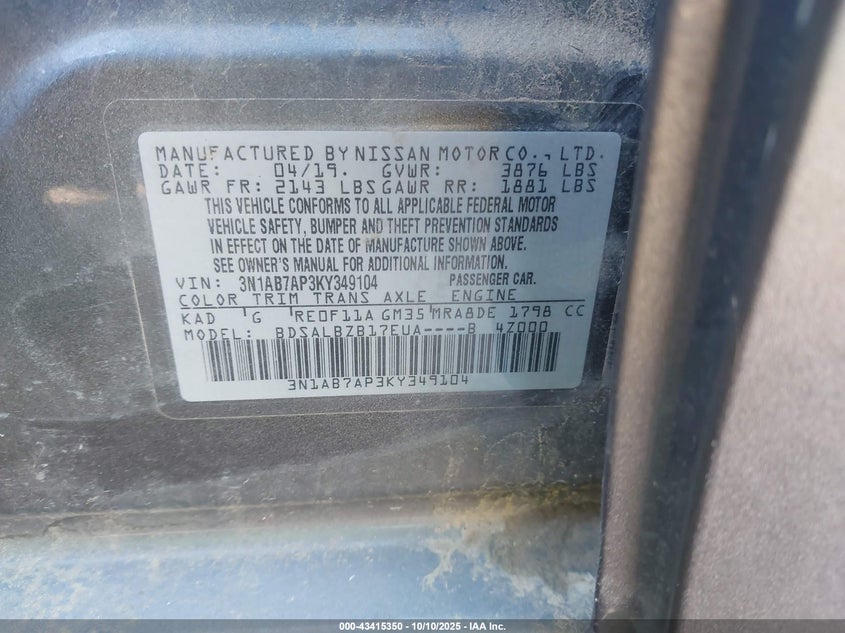 MANUFACTURED BY NISSAN MOTOR CO., LTD.
DATE: 04/19. GVWR: 3876 LBS
GAWR FR: 2143 LBS GAWR RR: 1881 LBS
THIS VEHICLE CONFORMS TO ALL APPLICABLE FEDERAL MOTOR
VEHICLE SAFETY, BUMPER AND THEFT PREVENTION STANDARDS
IN EFFECT ON THE DATE OF MANUFACTURE SHOWN ABOVE.
SEE OWNER'S MANUAL FOR ADDITIONAL INFORMATION.
VIN: 3N1AB7AP3KY349104 PASSENGER CAR.
COLOR TRIM TRANS AXLE ENGINE
KAD G RE0F11A GM35 MRA8DE 1798 CC
MODEL: BDSALBZB17EUA----B 4Z000
3N1AB7AP3KY349104
000-43415350 | 10/10/2025 - IAA Inc.